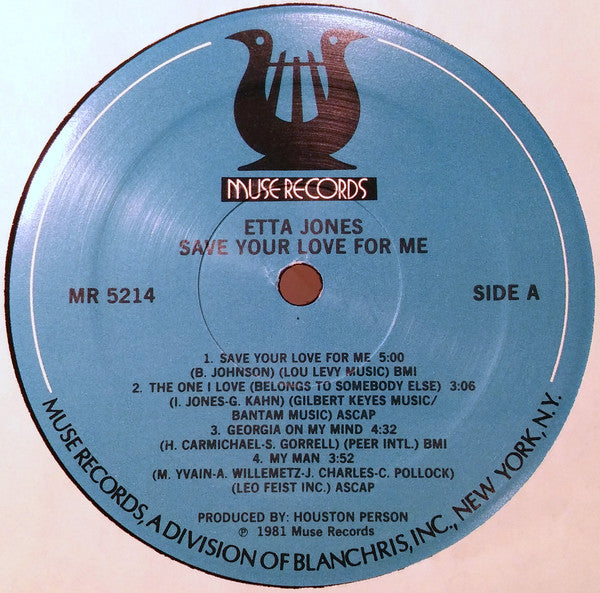 MUSE RECORDS
ETTA JONES
SAVE YOUR LOVE FOR ME
MR 5214
SIDE A
1. SAVE YOUR LOVE FOR ME 5:00
(B. JOHNSON) (LOU LEVY MUSIC) BMI
2. THE ONE I LOVE (BELONGS TO SOMEBODY ELSE) 3:06
(I. JONES-G. KAHN) (GILBERT KEYES MUSIC/
BANTAM MUSIC) ASCAP
3. GEORGIA ON MY MIND 4:32
(H. CARMICHAEL-S. GORRELL) (PEER INTL.) BMI
4. MY MAN 3:52
(M. YVAIN-A. WILLEMETZ-J. CHARLES-C. POLLOCK)
(LEO FEIST INC.) ASCAP
PRODUCED BY: HOUSTON PERSON
℗ 1981 Muse Records
MUSE RECORDS, A DIVISION OF BLANCHRIS, INC., NEW YORK, N.Y.